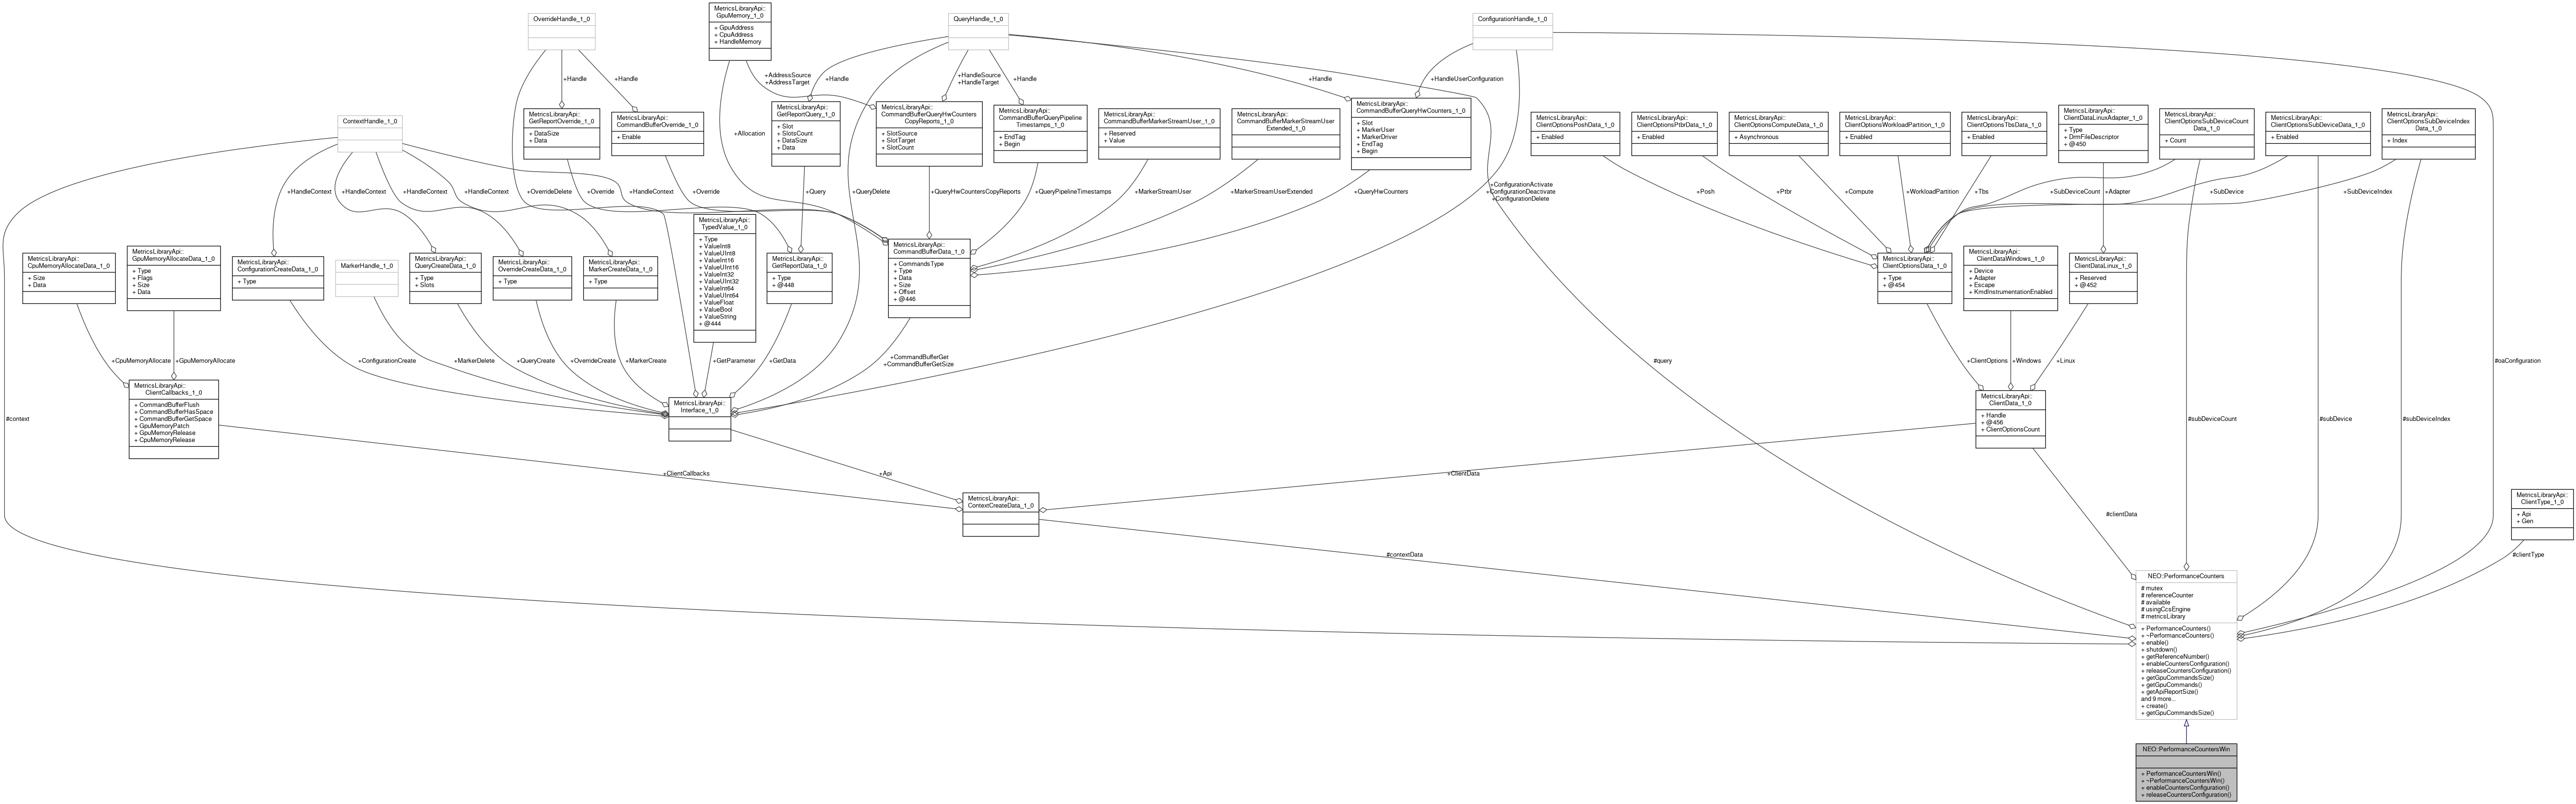 OverrideHandle_1_0
MetricsLibraryApi::
GpuMemory_1_0
+ GpuAddress
+ CpuAddress
+ HandleMemory
QueryHandle_1_0
ConfigurationHandle_1_0
+Handle
+Handle
+AddressSource
+AddressTarget
+Handle
+HandleSource
+HandleTarget
+Handle
+Handle
+HandleUserConfiguration
ContextHandle_1_0
MetricsLibraryApi::
GetReportOverride_1_0
+ DataSize
+ Data
MetricsLibraryApi::
CommandBufferOverride_1_0
+ Enable
+Allocation
MetricsLibraryApi::
GetReportQuery_1_0
+ Slot
+ SlotsCount
+ DataSize
+ Data
MetricsLibraryApi::
CommandBufferQueryHwCounters
CopyReports_1_0
+ SlotSource
+ SlotTarget
+ SlotCount
MetricsLibraryApi::
CommandBufferQueryPipeline
Timestamps_1_0
+ EndTag
+ Begin
MetricsLibraryApi::
CommandBufferMarkerStreamUser_1_0
+ Reserved
+ Value
MetricsLibraryApi::
CommandBufferMarkerStreamUser
Extended_1_0
MetricsLibraryApi::
CommandBufferQueryHwCounters_1_0
+ Slot
+ MarkerUser
+ MarkerDriver
+ EndTag
+ Begin
MetricsLibraryApi::
ClientOptionsPoshData_1_0
+ Enabled
MetricsLibraryApi::
ClientOptionsPtbrData_1_0
+ Enabled
MetricsLibraryApi::
ClientOptionsComputeData_1_0
+ Asynchronous
MetricsLibraryApi::
ClientOptionsWorkloadPartition_1_0
+ Enabled
MetricsLibraryApi::
ClientOptionsTbsData_1_0
+ Enabled
MetricsLibraryApi::
ClientDataLinuxAdapter_1_0
+ Type
+ DrmFileDescriptor
+ @450
MetricsLibraryApi::
ClientOptionsSubDeviceCount
Data_1_0
+ Count
MetricsLibraryApi::
ClientOptionsSubDeviceData_1_0
+ Enabled
MetricsLibraryApi::
ClientOptionsSubDeviceIndex
Data_1_0
+ Index
+HandleContext
+HandleContext
+HandleContext
+HandleContext
+OverrideDelete
+Override
+HandleContext
+Override
+Query
+QueryDelete
+QueryHwCountersCopyReports
+QueryPipelineTimestamps
+MarkerStreamUser
+MarkerStreamUserExtended
+QueryHwCounters
+ConfigurationActivate
+ConfigurationDeactivate
+ConfigurationDelete
+Posh
+Ptbr
+Compute
+WorkloadPartition
+Tbs
+SubDeviceCount
+Adapter
+SubDevice
+SubDeviceIndex
MetricsLibraryApi::
CpuMemoryAllocateData_1_0
+ Size
+ Data
MetricsLibraryApi::
GpuMemoryAllocateData_1_0
+ Type
+ Flags
+ Size
+ Data
MetricsLibraryApi::
ConfigurationCreateData_1_0
+ Type
MarkerHandle_1_0
MetricsLibraryApi::
QueryCreateData_1_0
+ Type
+ Slots
MetricsLibraryApi::
OverrideCreateData_1_0
+ Type
MetricsLibraryApi::
MarkerCreateData_1_0
+ Type
MetricsLibraryApi::
TypedValue_1_0
+ Type
+ ValueInt8
+ ValueUInt8
+ ValueInt16
+ ValueUInt16
+ ValueInt32
+ ValueUInt32
+ ValueInt64
+ ValueUInt64
+ ValueFloat
+ ValueBool
+ ValueString
+ @444
MetricsLibraryApi::
GetReportData_1_0
+ Type
+ @448
MetricsLibraryApi::
CommandBufferData_1_0
+ CommandsType
+ Type
+ Data
+ Size
+ Offset
+ @446
MetricsLibraryApi::
ClientOptionsData_1_0
+ Type
+ @454
MetricsLibraryApi::
ClientDataWindows_1_0
+ Device
+ Adapter
+ Escape
+ KmdInstrumentationEnabled
MetricsLibraryApi::
ClientDataLinux_1_0
+ Reserved
+ @452
+CpuMemoryAllocate
+GpuMemoryAllocate
+ConfigurationCreate
+MarkerDelete
+QueryCreate
+OverrideCreate
+MarkerCreate
+GetParameter
+GetData
+CommandBufferGet
+CommandBufferGetSize
#query
+ClientOptions
+Windows
+Linux
#oaConfiguration
#context
MetricsLibraryApi::
ClientCallbacks_1_0
+ CommandBufferFlush
+ CommandBufferHasSpace
+ CommandBufferGetSpace
+ GpuMemoryPatch
+ GpuMemoryRelease
+ CpuMemoryRelease
MetricsLibraryApi::
Interface_1_0
MetricsLibraryApi::
ClientData_1_0
+ Handle
+ @456
+ ClientOptionsCount
#subDeviceCount
#subDevice
#subDeviceIndex
+ClientCallbacks
+Api
+ClientData
MetricsLibraryApi::
ContextCreateData_1_0
#clientData
MetricsLibraryApi::
ClientType_1_0
+ Api
+ Gen
#contextData
#clientType
NEO::PerformanceCounters
# mutex
# referenceCounter
# available
# usingCcsEngine
# metricsLibrary
+ PerformanceCounters()
+ ~PerformanceCounters()
+ enable()
+ shutdown()
+ getReferenceNumber()
+ enableCountersConfiguration()
+ releaseCountersConfiguration()
+ getGpuCommandsSize()
+ getGpuCommands()
+ getApiReportSize()
and 9 more...
+ create()
+ getGpuCommandsSize()
NEO::PerformanceCountersWin
+ PerformanceCountersWin()
+ ~PerformanceCountersWin()
+ enableCountersConfiguration()
+ releaseCountersConfiguration()